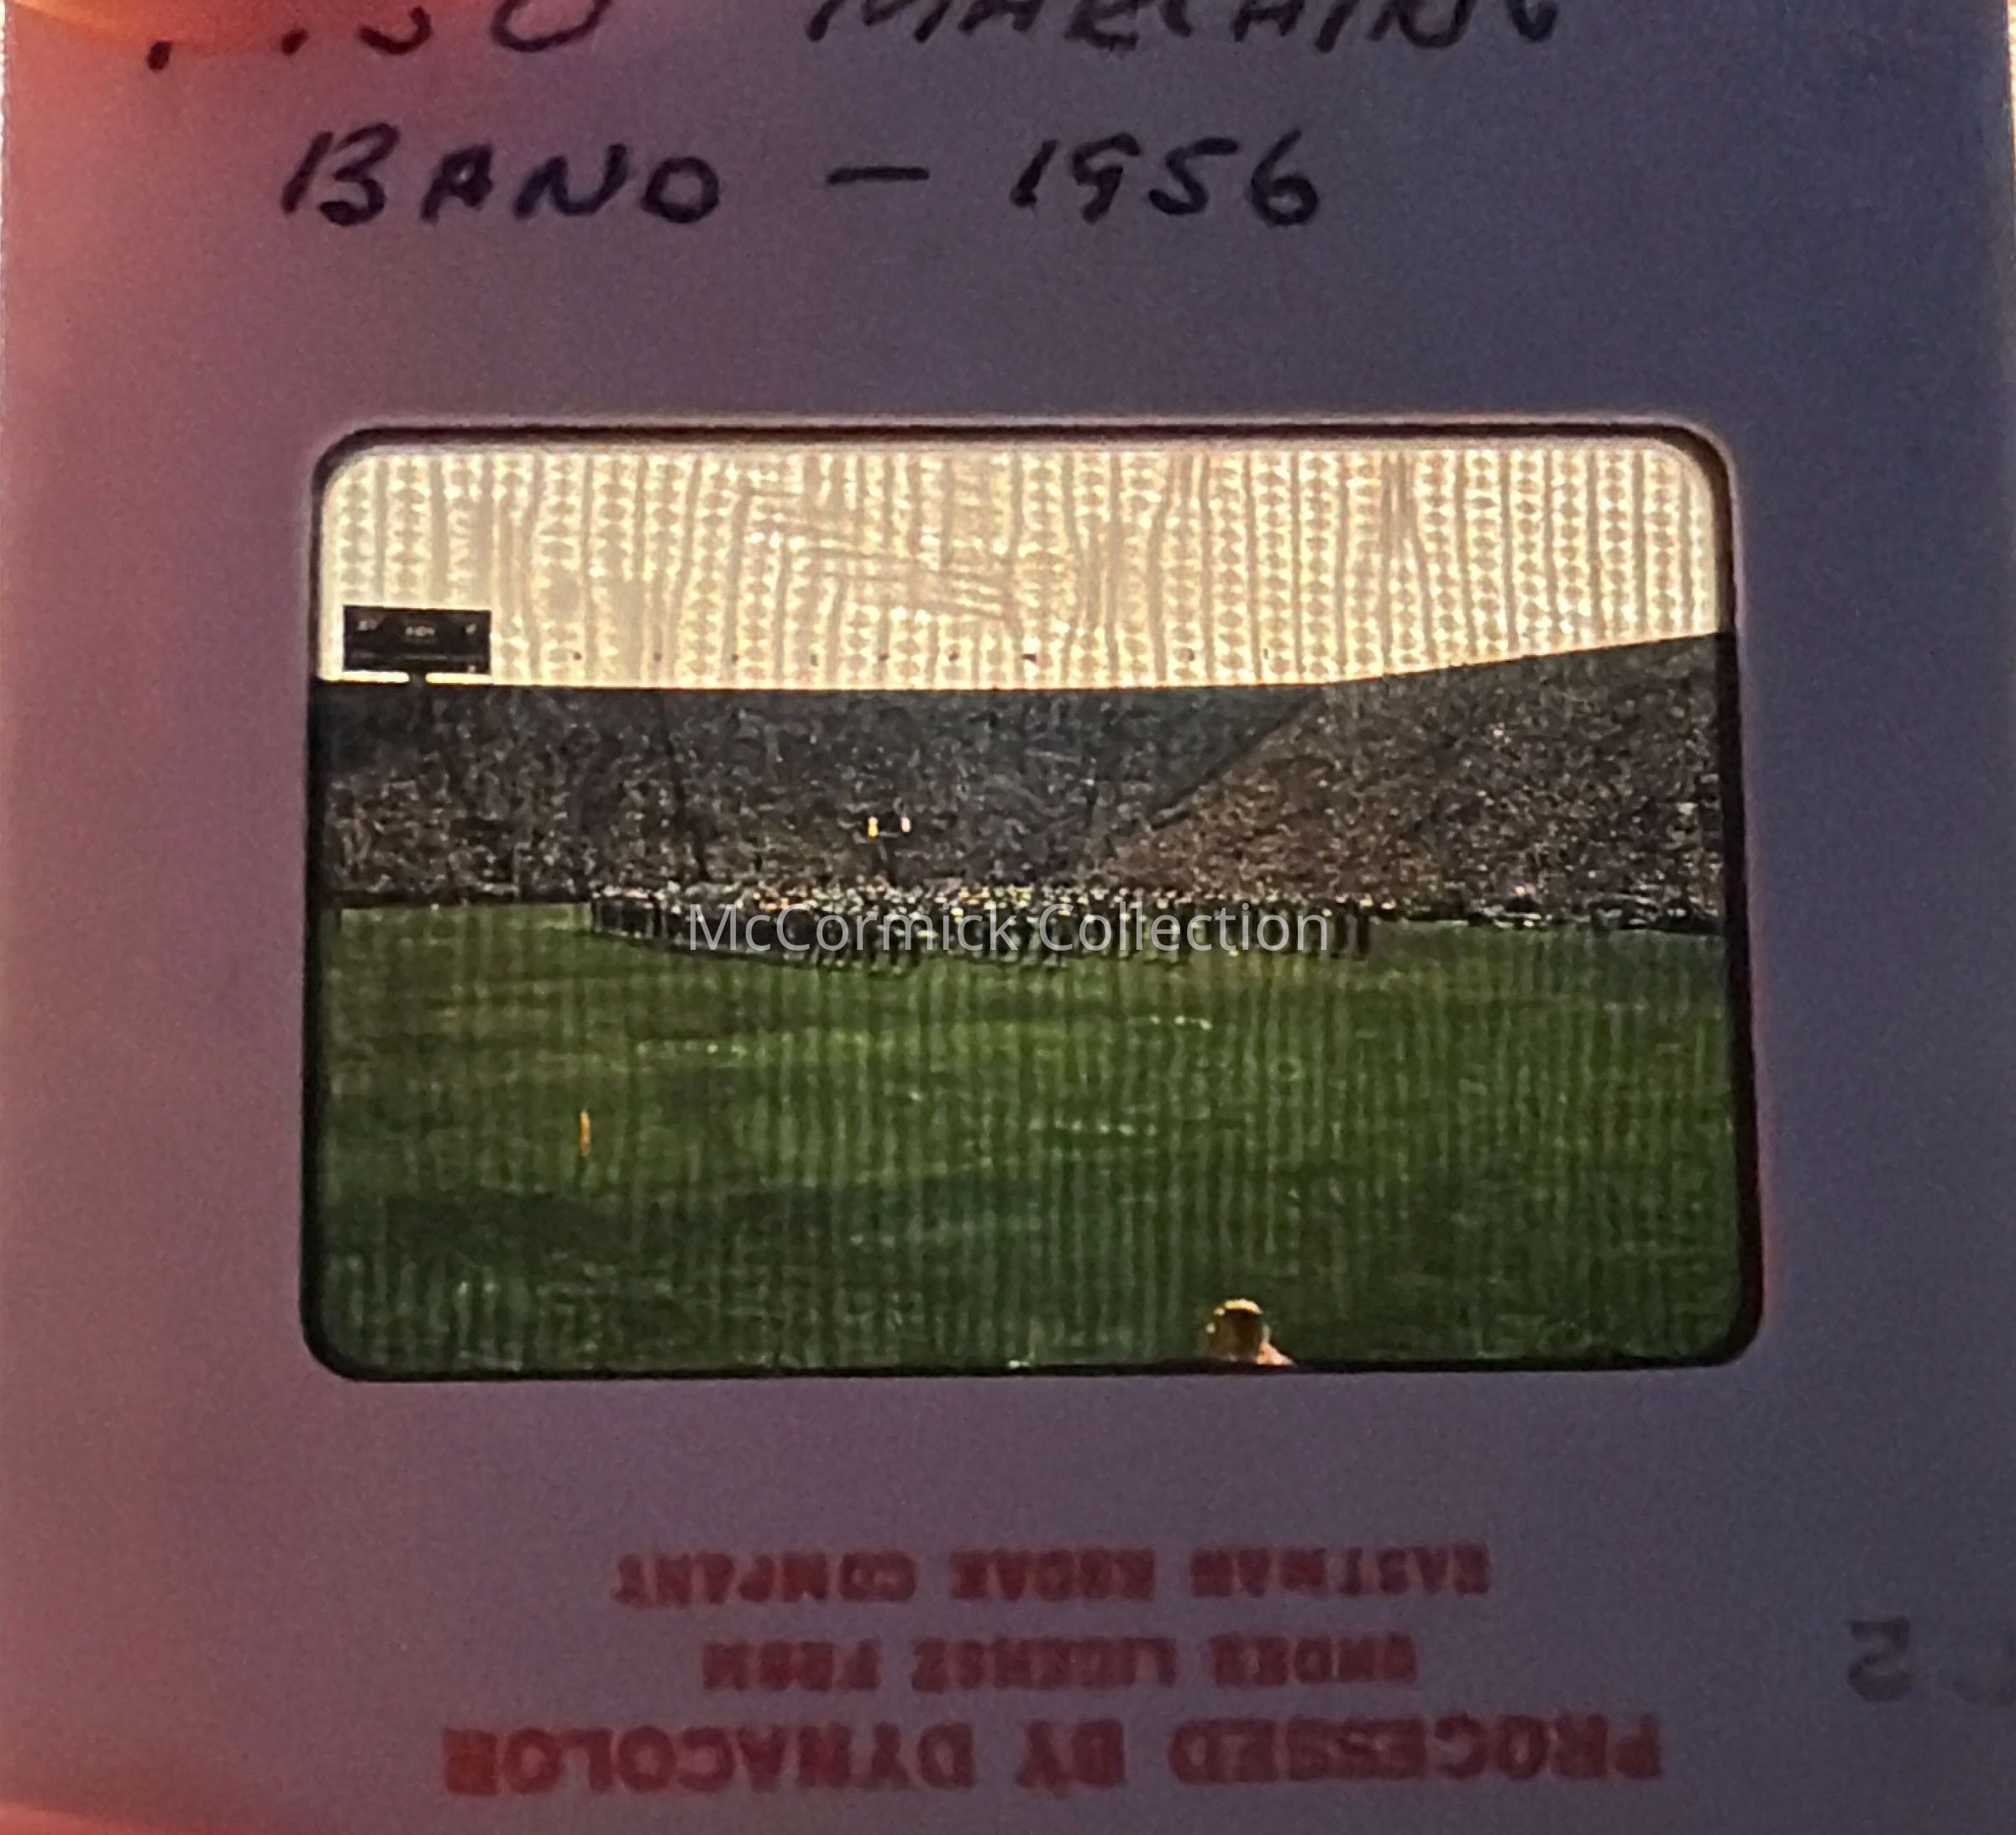 MARCHING
BAND — 1956
McCormick Collection
PROCESSED BY DYNACOLOR
UNDER LICENSE FROM
EASTMAN KODAK COMPANY